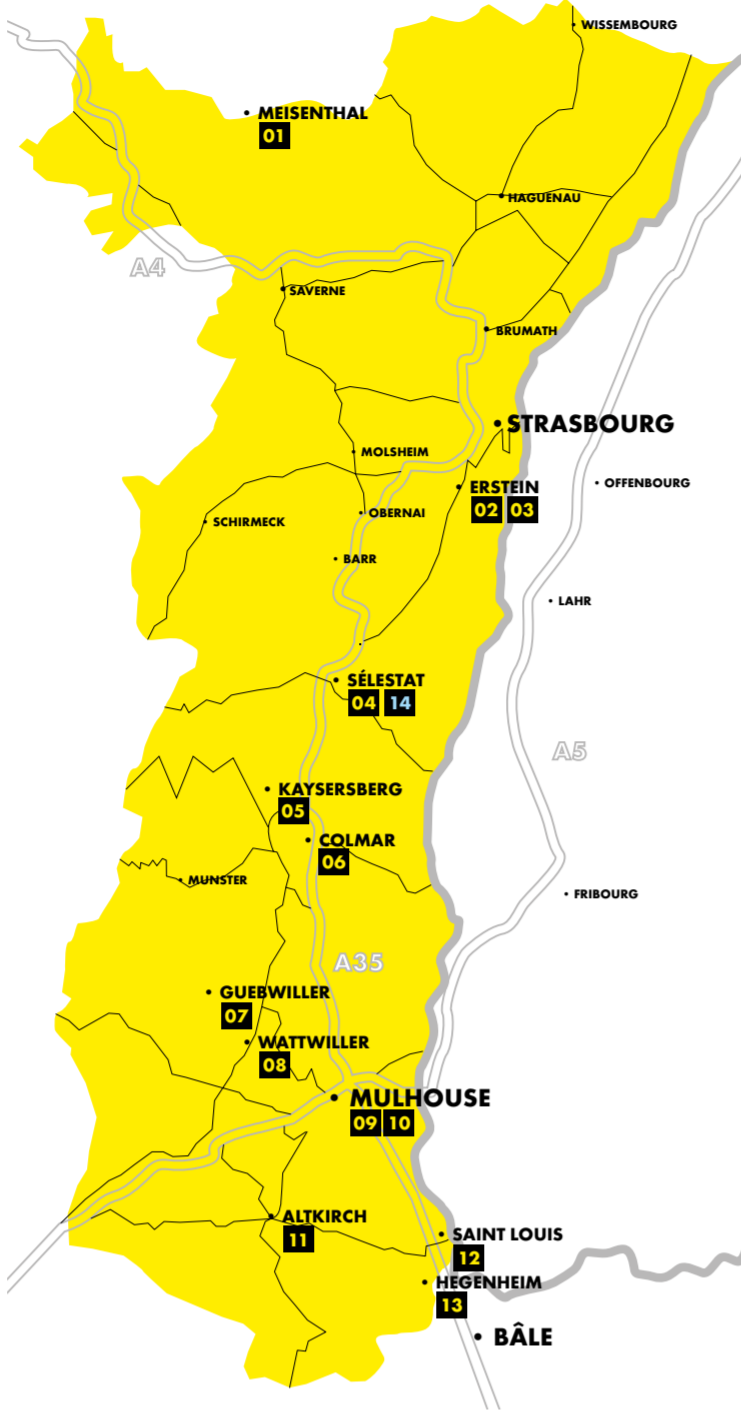 WISSEMBOURG
MEISENTHAL
01
HAGUENAU
A4
SAVERNE
BRUMATH
STRASBOURG
MOLSHEIM
ERSTEIN
02 03
OFFENBOURG
OBERNAI
SCHIRMECK
BARR
LAHR
SÉLESTAT
04 14
A5
KAYSERSBERG
05
COLMAR
06
MUNSTER
FRIBOURG
A35
GUEBWILLER
07
WATTWILLER
08
MULHOUSE
09 10
ALTKIRCH
11
SAINT LOUIS
12
HEGENHEIM
13
BÂLE